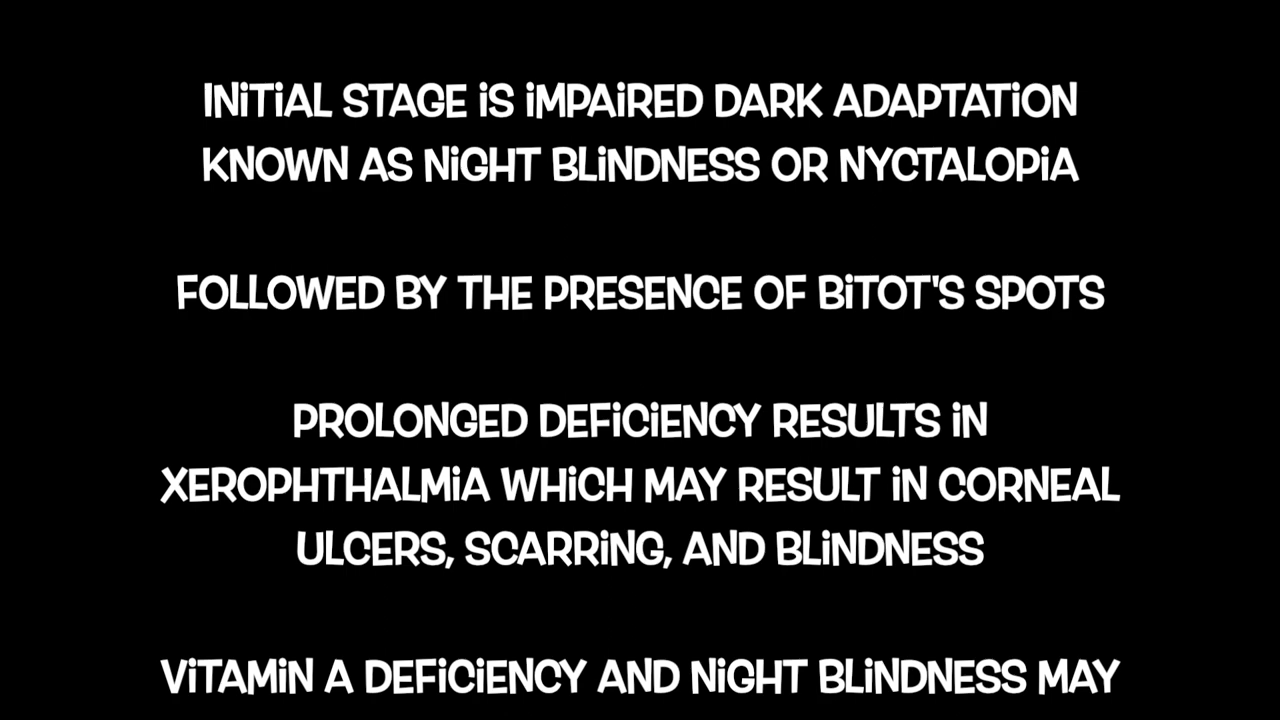 INITIAL STAGE IS IMPAIRED DARK ADAPTATION
KNOWN AS NIGHT BLINDNESS OR NYCTALOPIA
FOLLOWED BY THE PRESENCE OF BITOT'S SPOTS
PROLONGED DEFICIENCY RESULTS IN
XEROPHTHALMIA WHICH MAY RESULT IN CORNEAL
ULCERS, SCARRING, AND BLINDNESS
VITAMIN A DEFICIENCY AND NIGHT BLINDNESS MAY